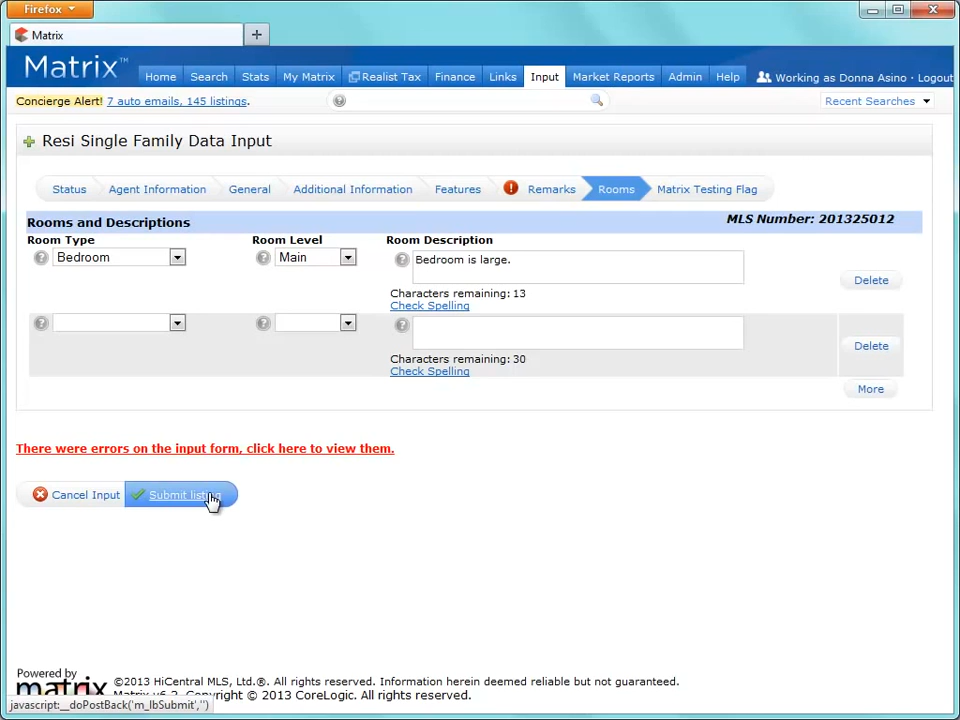 Firefox
Matrix
Matrix™
Home Search Stats My Matrix Realist Tax Finance Links Input Market Reports Admin Help Working as Donna Asino · Logout
Concierge Alert! 7 auto emails, 145 listings. Recent Searches
Resi Single Family Data Input
Status Agent Information General Additional Information Features Remarks Rooms Matrix Testing Flag
Rooms and Descriptions MLS Number: 201325012
Room Type Room Level Room Description
Bedroom Main Bedroom is large.
Delete
Characters remaining: 13
Check Spelling
Delete
Characters remaining: 30
Check Spelling
More
There were errors on the input form, click here to view them.
Cancel Input Submit listing
Powered by
matrix
©2013 HiCentral MLS, Ltd.®. All rights reserved. Information herein deemed reliable but not guaranteed.
Matrix v6.2 Copyright © 2013 CoreLogic. All rights reserved.
javascript:__doPostBack('m_lbSubmit','')